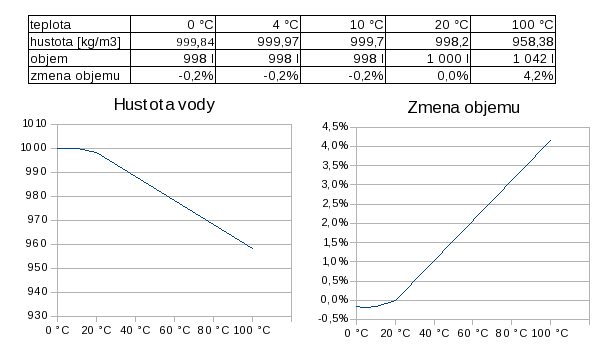 teplota 0 °C 4 °C 10 °C 20 °C 100 °C
hustota [kg/m3] 999,84 999,97 999,7 998,2 958,38
objem 998 l 998 l 998 l 1 000 l 1 042 l
zmena objemu -0,2% -0,2% -0,2% 0,0% 4,2%
Hustota vody
1010
1000
990
980
970
960
950
940
930
0 °C 20 °C 40 °C 60 °C 80 °C 100 °C
Zmena objemu
4,5%
4,0%
3,5%
3,0%
2,5%
2,0%
1,5%
1,0%
0,5%
0,0%
-0,5%
0 °C 20 °C 40 °C 60 °C 80 °C 100 °C